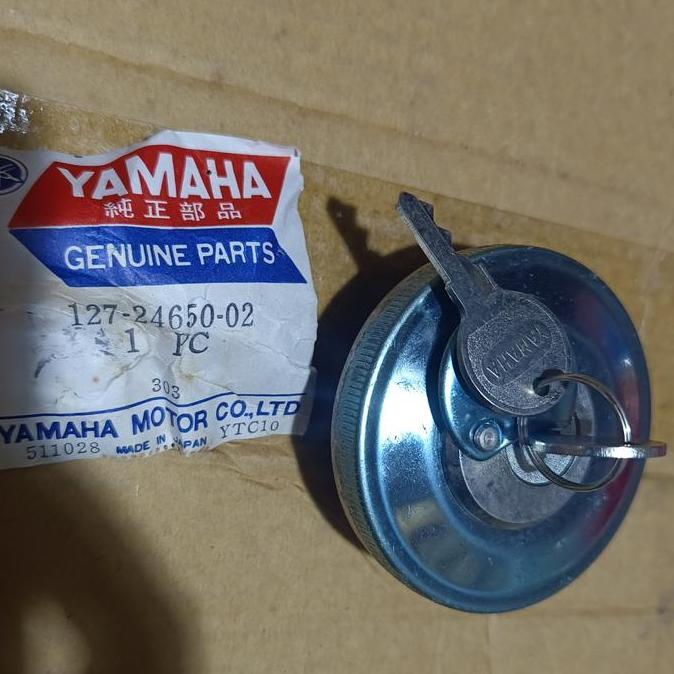 YAMAHA
純正部品
GENUINE PARTS
127-24650-02
1 PC
303
YAMAHA MOTOR CO.,LTD
511028 MADE IN JAPAN YTC10
YAMAHA